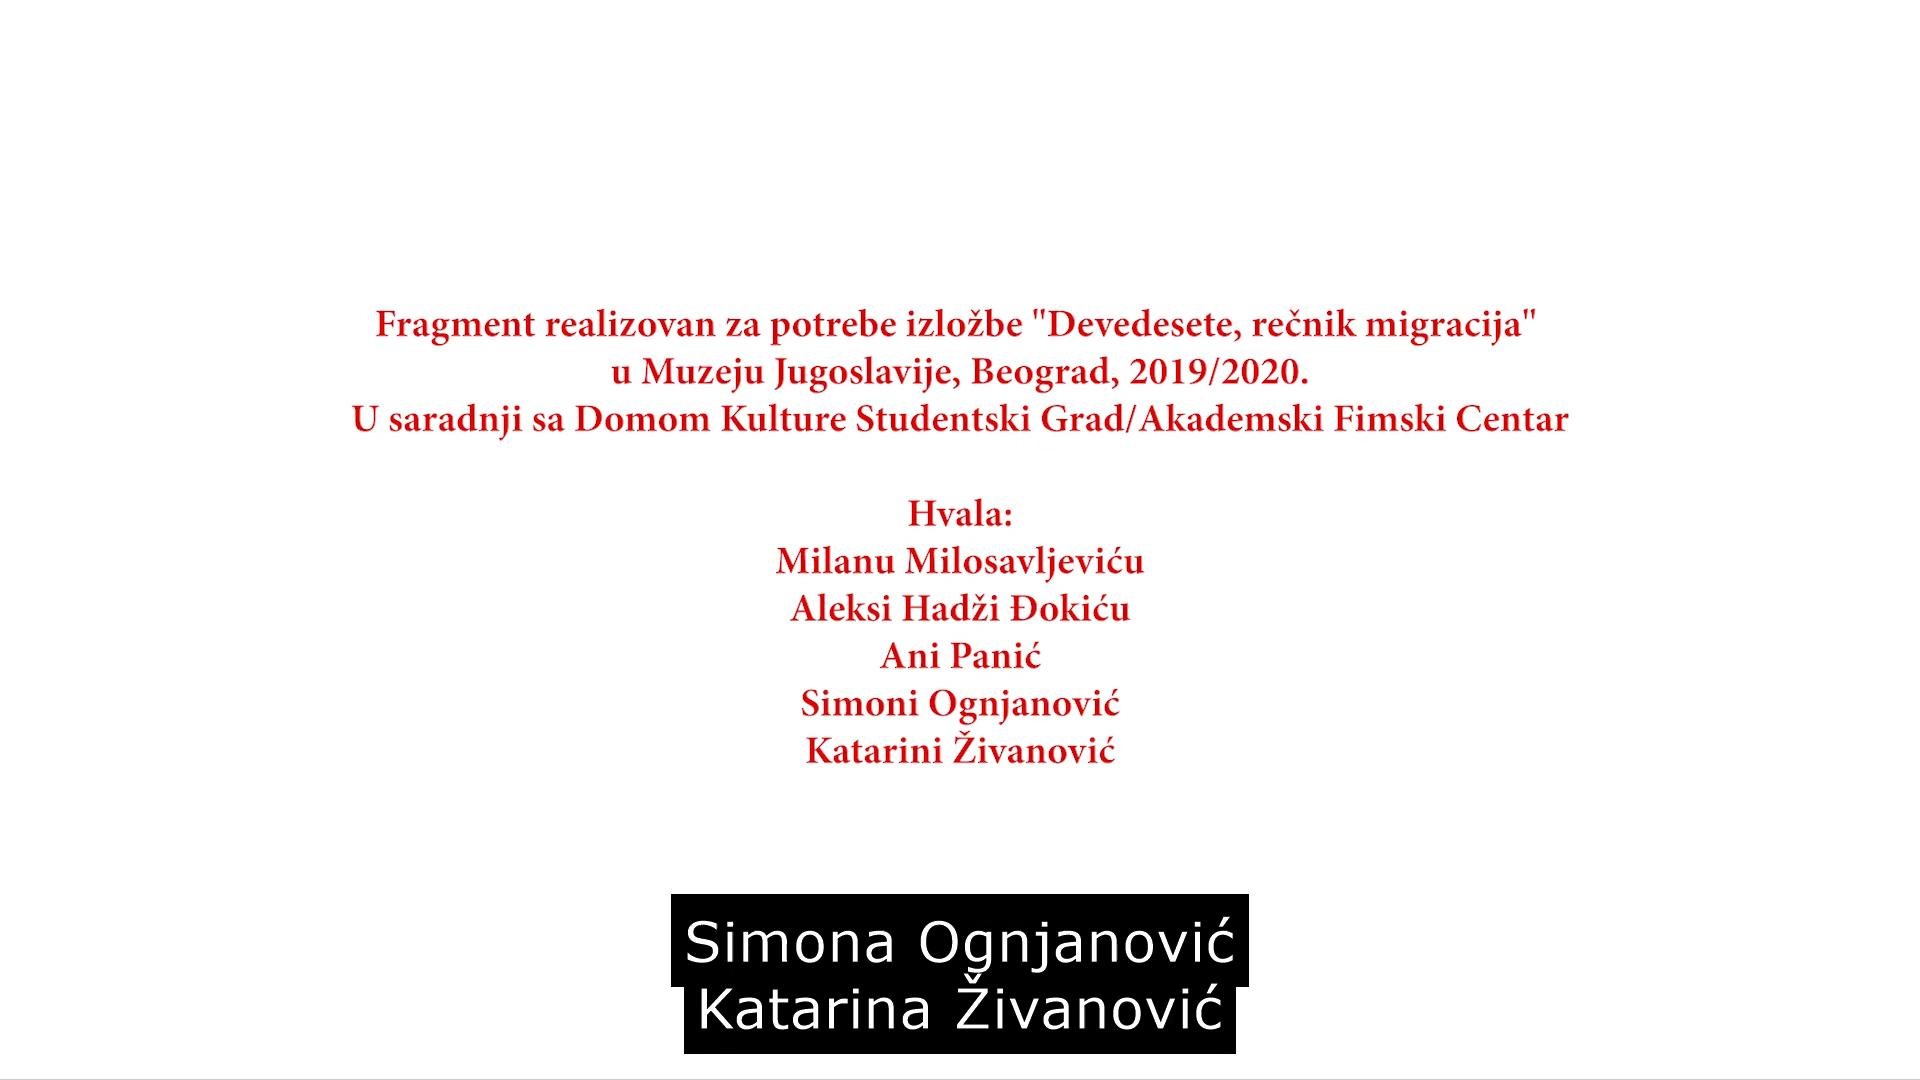 Fragment realizovan za potrebe izložbe "Devedesete, rečnik migracija"
u Muzeju Jugoslavije, Beograd, 2019/2020.
U saradnji sa Domom Kulture Studentski Grad/Akademski Fimski Centar
Hvala:
Milanu Milosavljeviću
Aleksi Hadži Đokiću
Ani Panić
Simoni Ognjanović
Katarini Živanović
Simona Ognjanović
Katarina Živanović